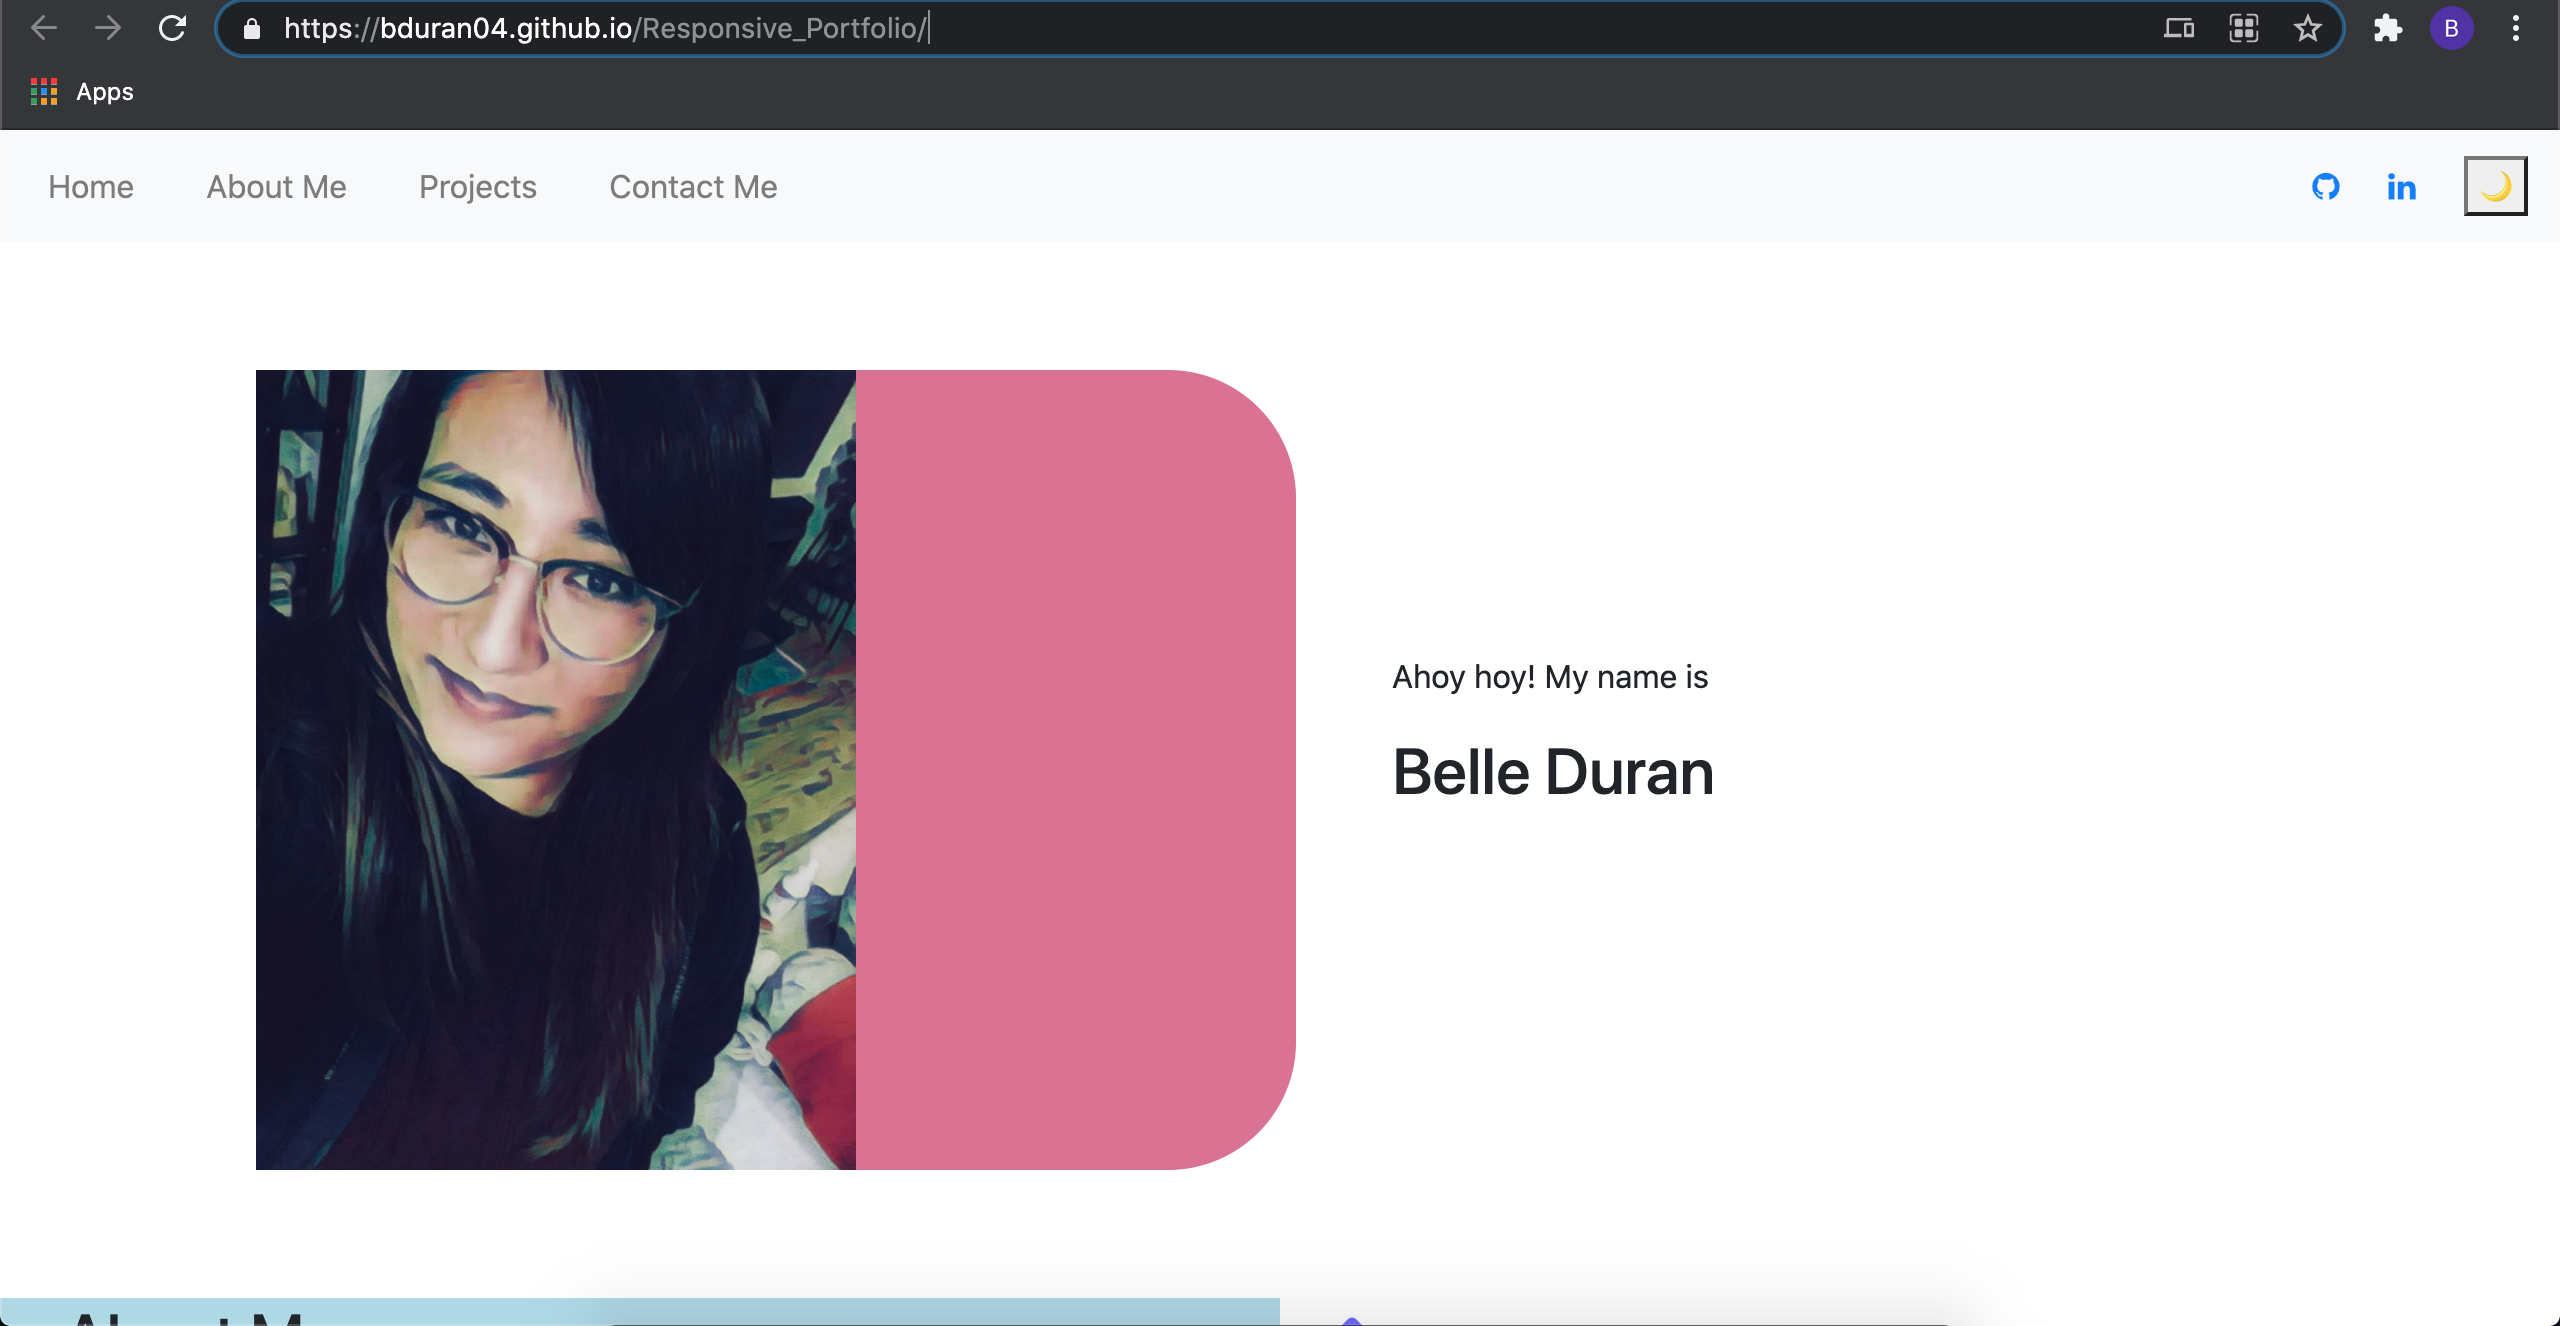 https://bduran04.github.io/Responsive_Portfolio/
B
Apps
Home
About Me
Projects
Contact Me
in
Ahoy hoy! My name is
Belle Duran